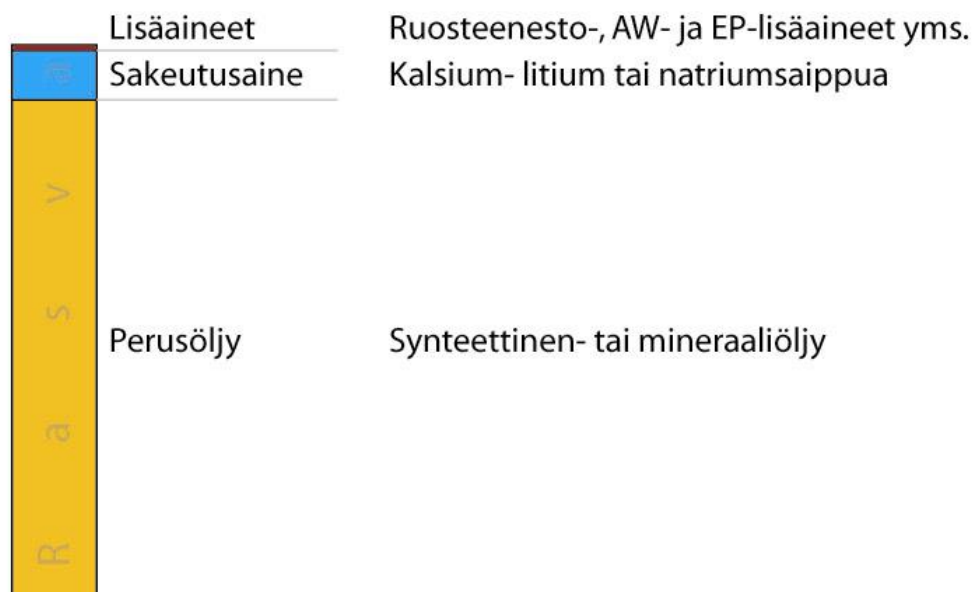 Lisäaineet Ruosteenesto-, AW- ja EP-lisäaineet yms.
Sakeutusaine Kalsium- litium tai natriumsaippua
Perusöljy Synteettinen- tai mineraaliöljy
Rasva